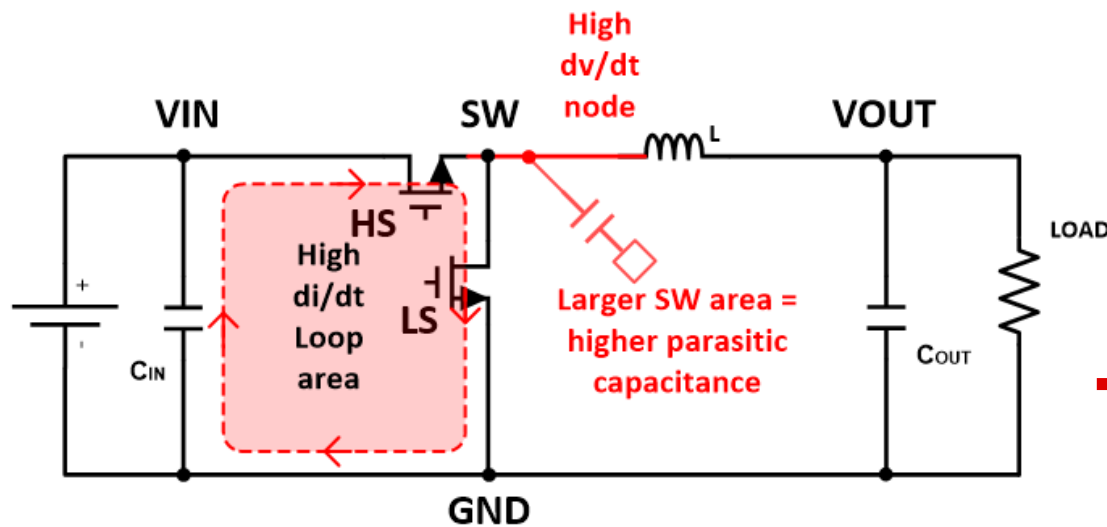 High
dv/dt
node
VIN
SW
L
VOUT
HS
High
di/dt
Loop
area
LS
LOAD
+
-
CIN
Larger SW area =
higher parasitic
capacitance
COUT
GND